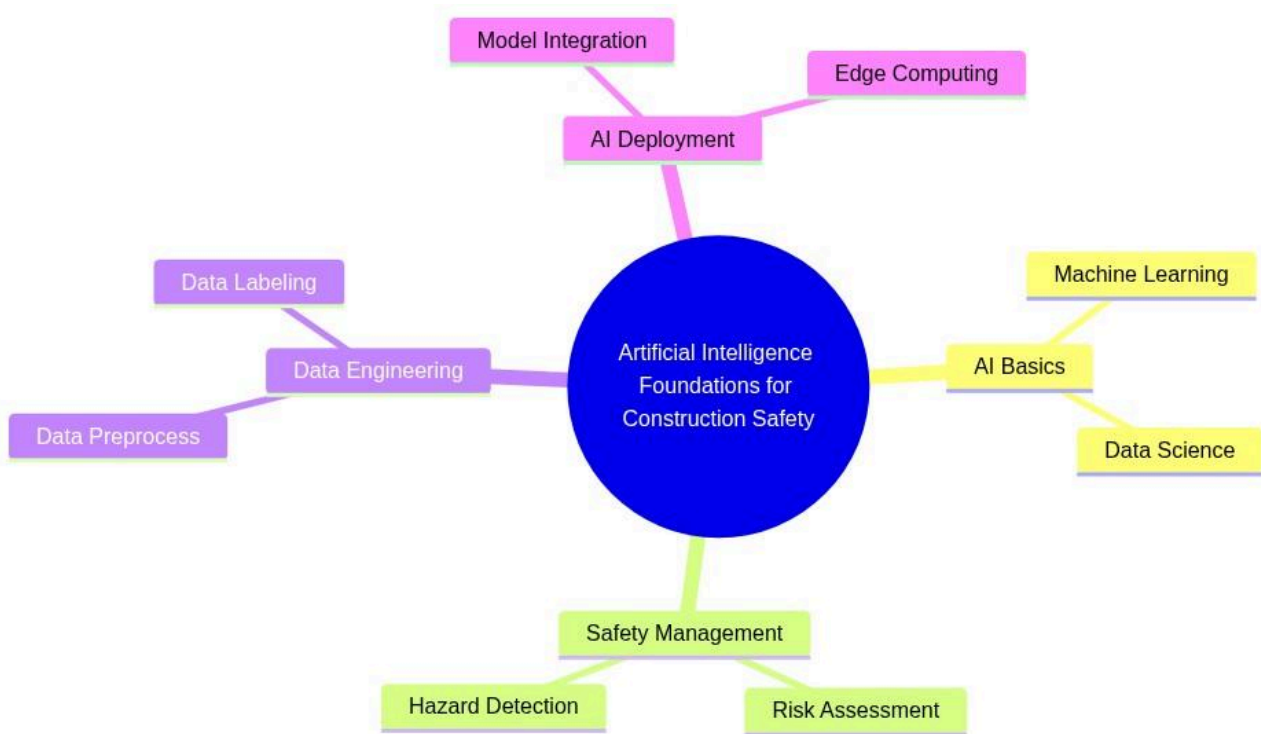 Model Integration
Edge Computing
AI Deployment
Data Labeling
Machine Learning
Artificial Intelligence
Foundations for
Construction Safety
Data Engineering
AI Basics
Data Preprocess
Data Science
Safety Management
Hazard Detection
Risk Assessment